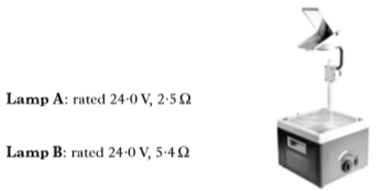 Lamp A: rated 24·0 V, 2·5 Ω
Lamp B: rated 24·0 V, 5·4 Ω